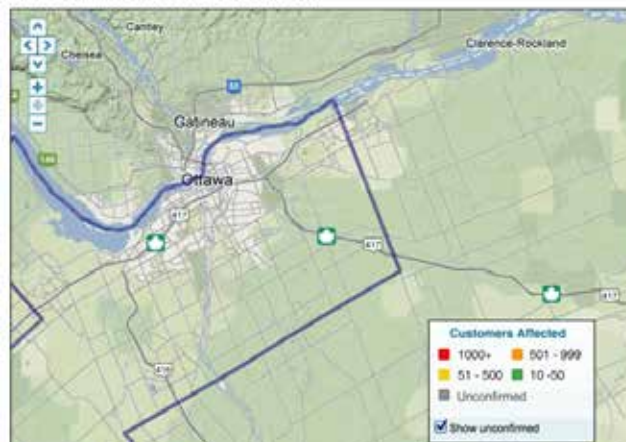 Cantley
Chelsea
Clarence-Rockland
50
Gatineau
148
Ottawa
417
417
417
416
Customers Affected
1000+
501 - 999
51 - 500
10 -50
Unconfirmed
Show unconfirmed